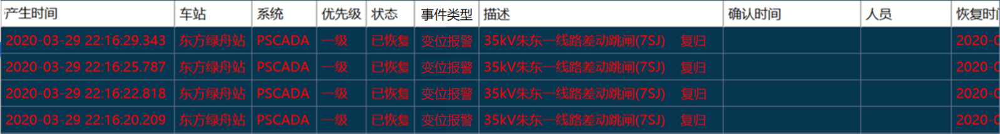 产生时间 车站 系统 优先级 状态 事件类型 描述 确认时间 人员 恢复时间
2020-03-29 22:16:29.343 东方绿舟站 PSCADA 一级 已恢复 变位报警 35kV朱东一线路差动跳闸(7SJ) 复归 2020-0
2020-03-29 22:16:25.787 东方绿舟站 PSCADA 一级 已恢复 变位报警 35kV朱东一线路差动跳闸(7SJ) 复归 2020-0
2020-03-29 22:16:22.818 东方绿舟站 PSCADA 一级 已恢复 变位报警 35kV朱东一线路差动跳闸(7SJ) 复归 2020-0
2020-03-29 22:16:20.209 东方绿舟站 PSCADA 一级 已恢复 变位报警 35kV朱东一线路差动跳闸(7SJ) 复归 2020-0